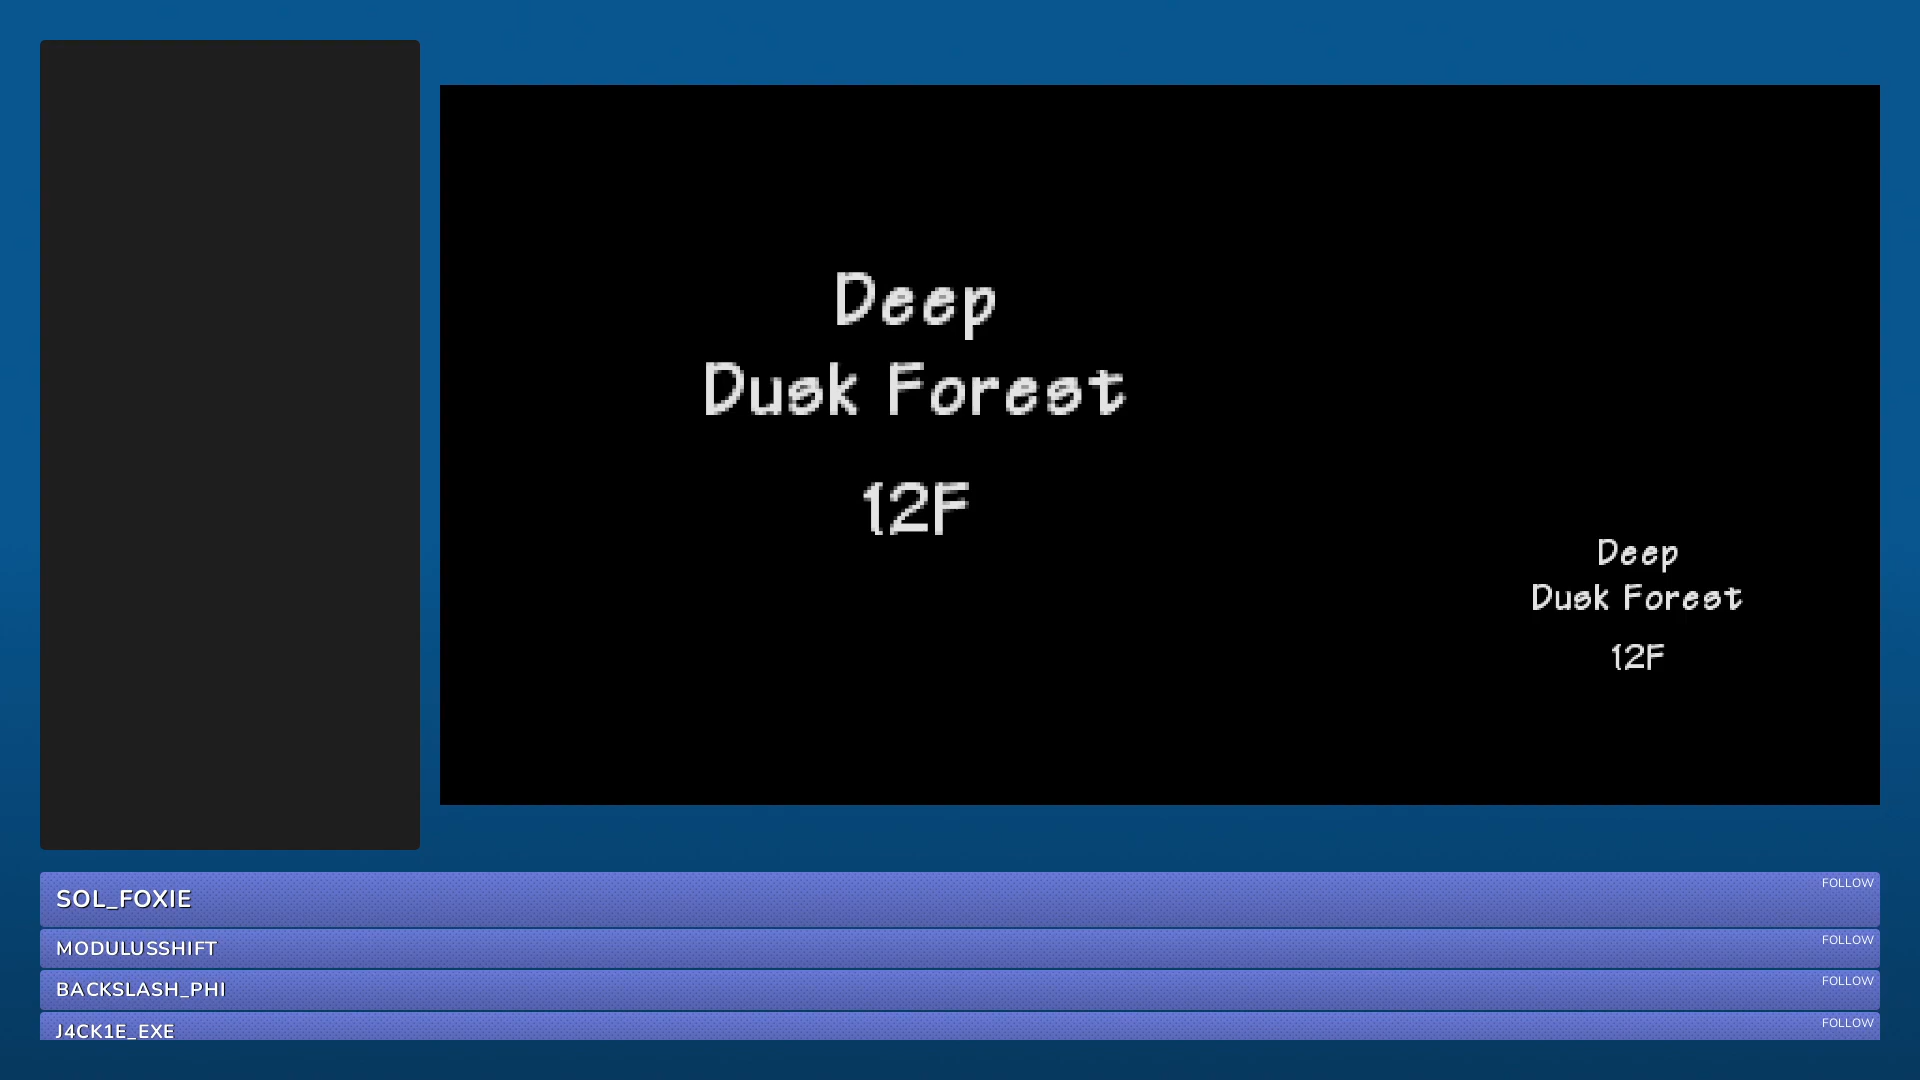 Deep
Dusk Forest
12F
Deep
Dusk Forest
12F
SOL_FOXIE
FOLLOW
MODULUSSHIFT
FOLLOW
BACKSLASH_PHI
FOLLOW
J4CK1E_EXE
FOLLOW